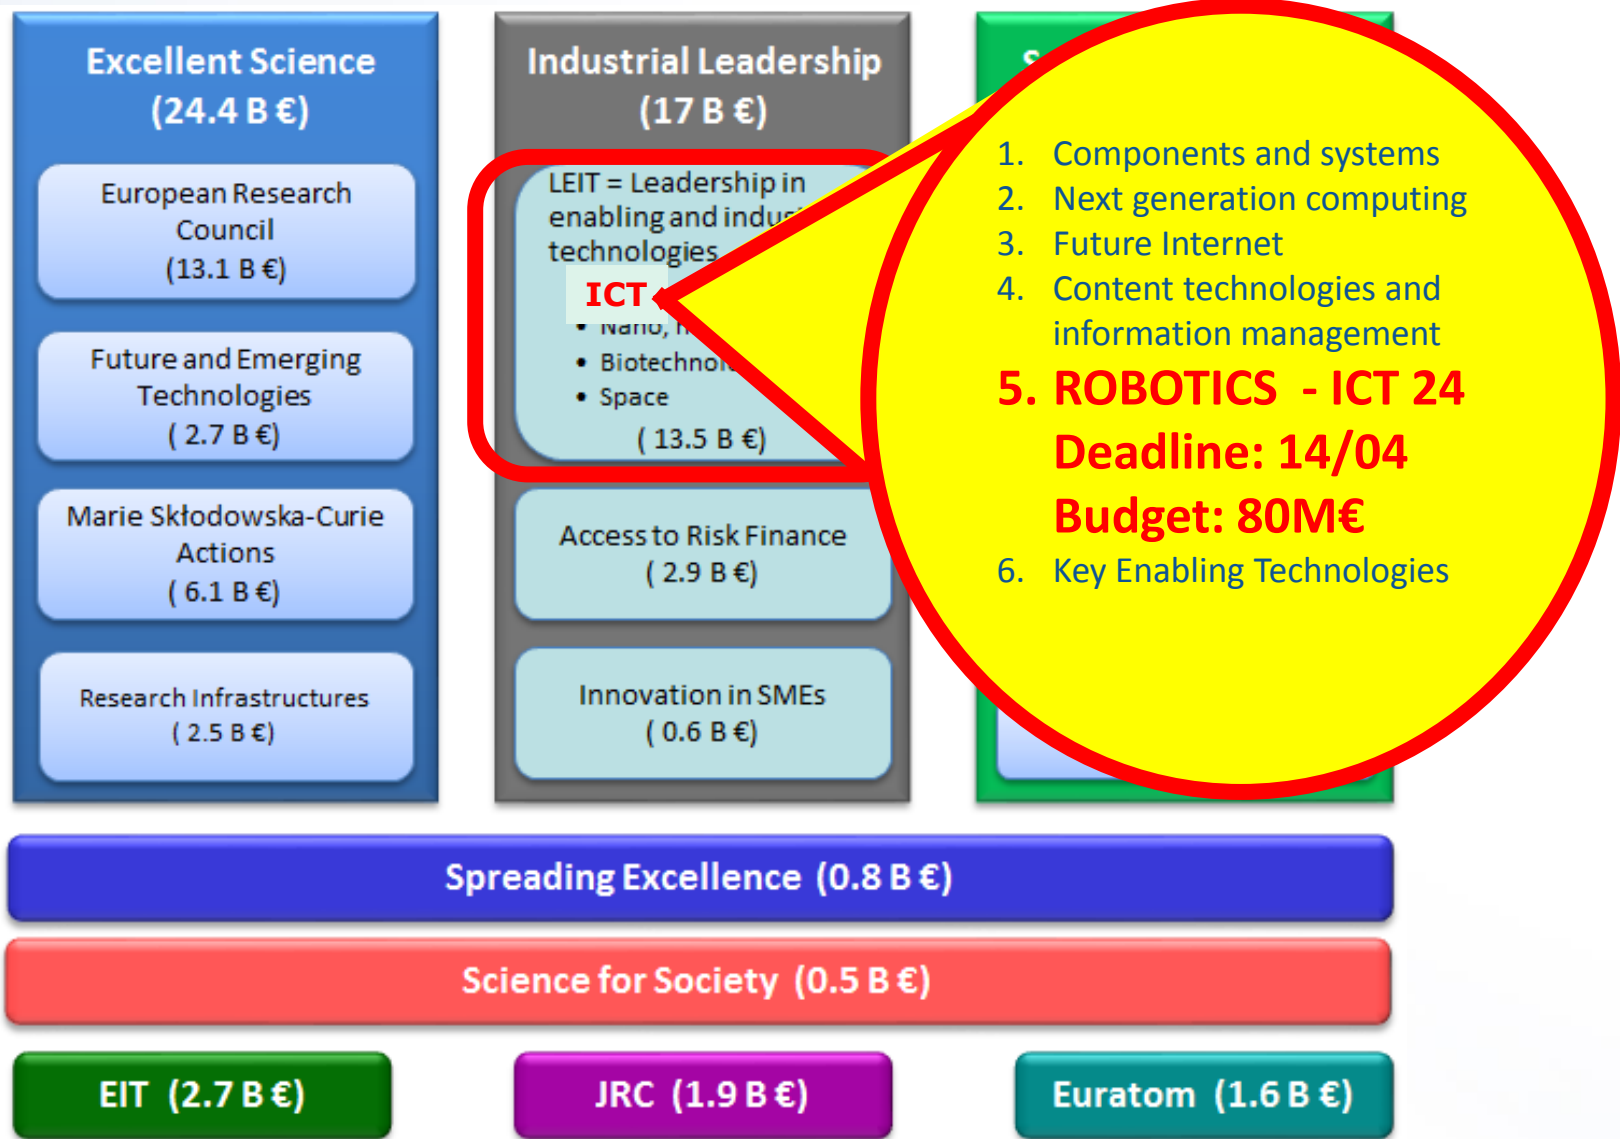 Excellent Science
(24.4 B €)
European Research
Council
(13.1 B €)
Future and Emerging
Technologies
( 2.7 B €)
Marie Skłodowska-Curie
Actions
( 6.1 B €)
Research Infrastructures
( 2.5 B €)
Industrial Leadership
(17 B €)
LEIT = Leadership in
enabling and
technologies
ICT
• Nano,
•
• Space
( 13.5 B €)
Access to Risk Finance
( 2.9 B €)
Innovation in SMEs
( 0.6 B €)
1. Components and systems
2. Next generation computing
3. Future Internet
4. Content technologies and
information management
5. ROBOTICS - ICT 24
Deadline: 14/04
Budget: 80M€
6. Key Enabling Technologies
Spreading Excellence (0.8 B €)
Science for Society (0.5 B €)
EIT (2.7 B €)
JRC (1.9 B €)
Euratom (1.6 B €)